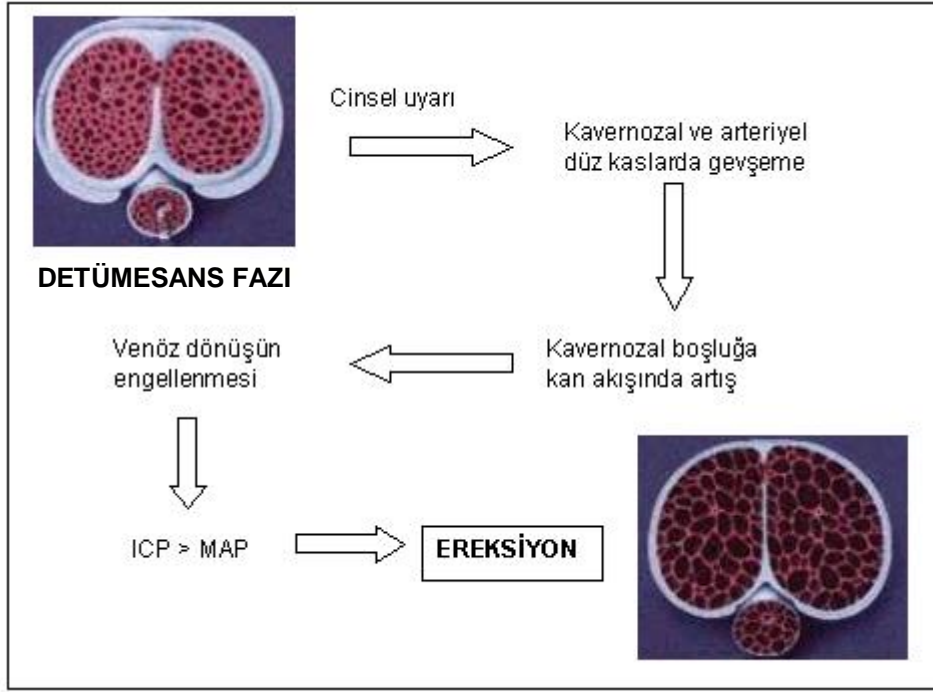 Cinsel uyarı
Kavernozal ve arteriyel
düz kaslarda gevşeme
DETÜMESANS FAZI
Kavernozal boşluğa
kan akışında artış
Venöz dönüşün
engellenmesi
ICP > MAP
EREKSİYON